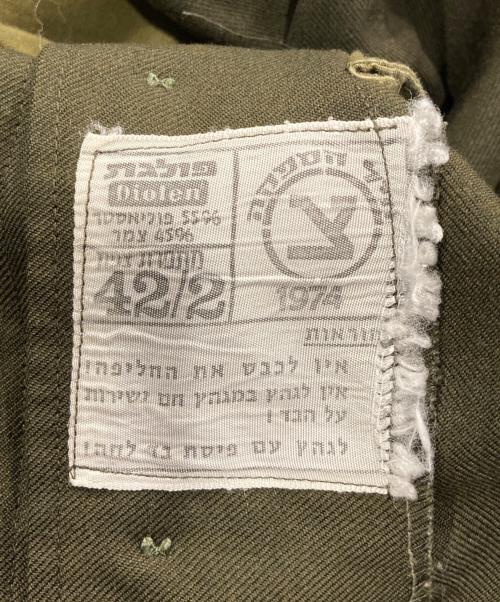 פולגת
Diolen
55% פוליאסטר
45% צמר
42/2
הספקה
צ
1974
הוראות
אין לכבס את החליפה!
אין לגהץ במגהץ חם ישירות
על הבד!
לגהץ עם פיסת בד לחה!